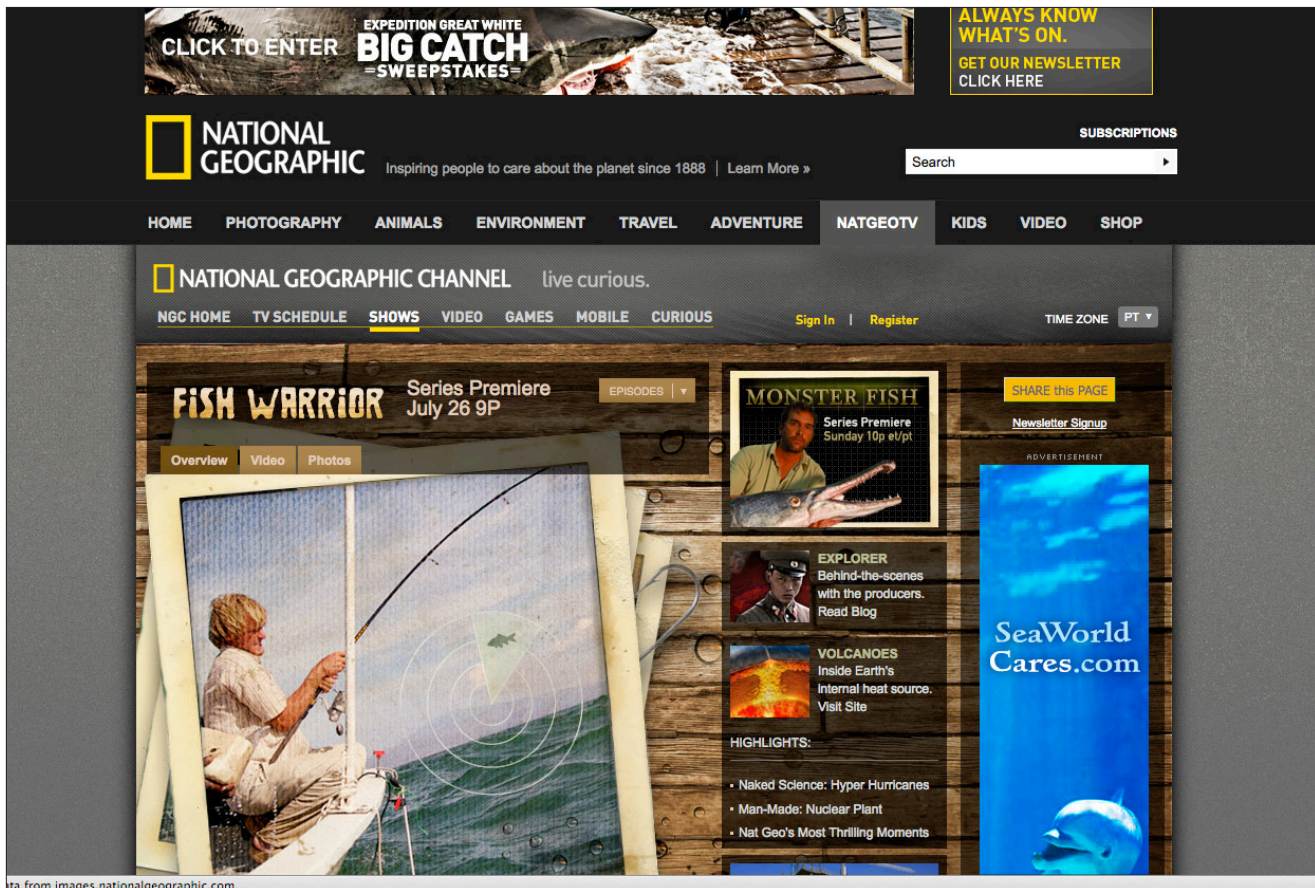 CLICK TO ENTER
EXPEDITION GREAT WHITE
BIG CATCH
=SWEEPSTAKES=
ALWAYS KNOW
WHAT'S ON.
GET OUR NEWSLETTER
CLICK HERE
NATIONAL
GEOGRAPHIC
Inspiring people to care about the planet since 1888 | Learn More »
SUBSCRIPTIONS
Search
HOME PHOTOGRAPHY ANIMALS ENVIRONMENT TRAVEL ADVENTURE NATGEOTV KIDS VIDEO SHOP
NATIONAL GEOGRAPHIC CHANNEL live curious.
NGC HOME TV SCHEDULE SHOWS VIDEO GAMES MOBILE CURIOUS
Sign In | Register
TIME ZONE PT
FISH WARRIOR
Series Premiere
July 26 9P
EPISODES
Overview Video Photos
MONSTER FISH
Series Premiere
Sunday 10p et/pt
EXPLORER
Behind-the-scenes
with the producers.
Read Blog
VOLCANOES
Inside Earth's
internal heat source.
Visit Site
HIGHLIGHTS:
▪ Naked Science: Hyper Hurricanes
▪ Man-Made: Nuclear Plant
▪ Nat Geo's Most Thrilling Moments
SHARE this PAGE
Newsletter Signup
ADVERTISEMENT
SeaWorld
Cares.com
ata from images.nationalgeographic.com